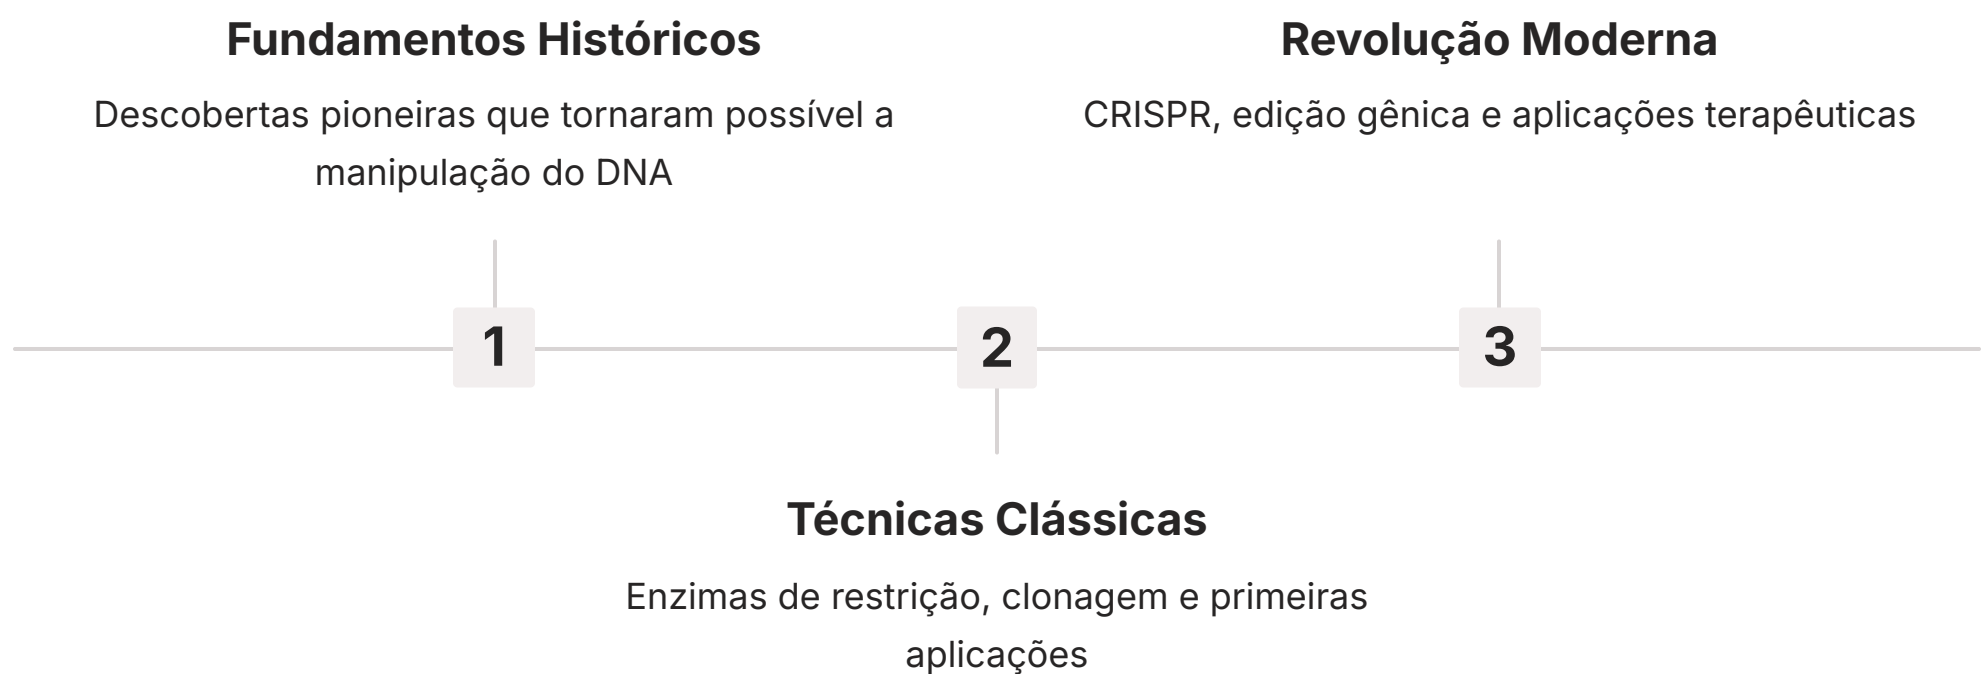 Fundamentos Históricos
Descobertas pioneiras que tornaram possível a
manipulação do DNA
Revolução Moderna
CRISPR, edição gênica e aplicações terapêuticas
1
2
3
Técnicas Clássicas
Enzimas de restrição, clonagem e primeiras
aplicações